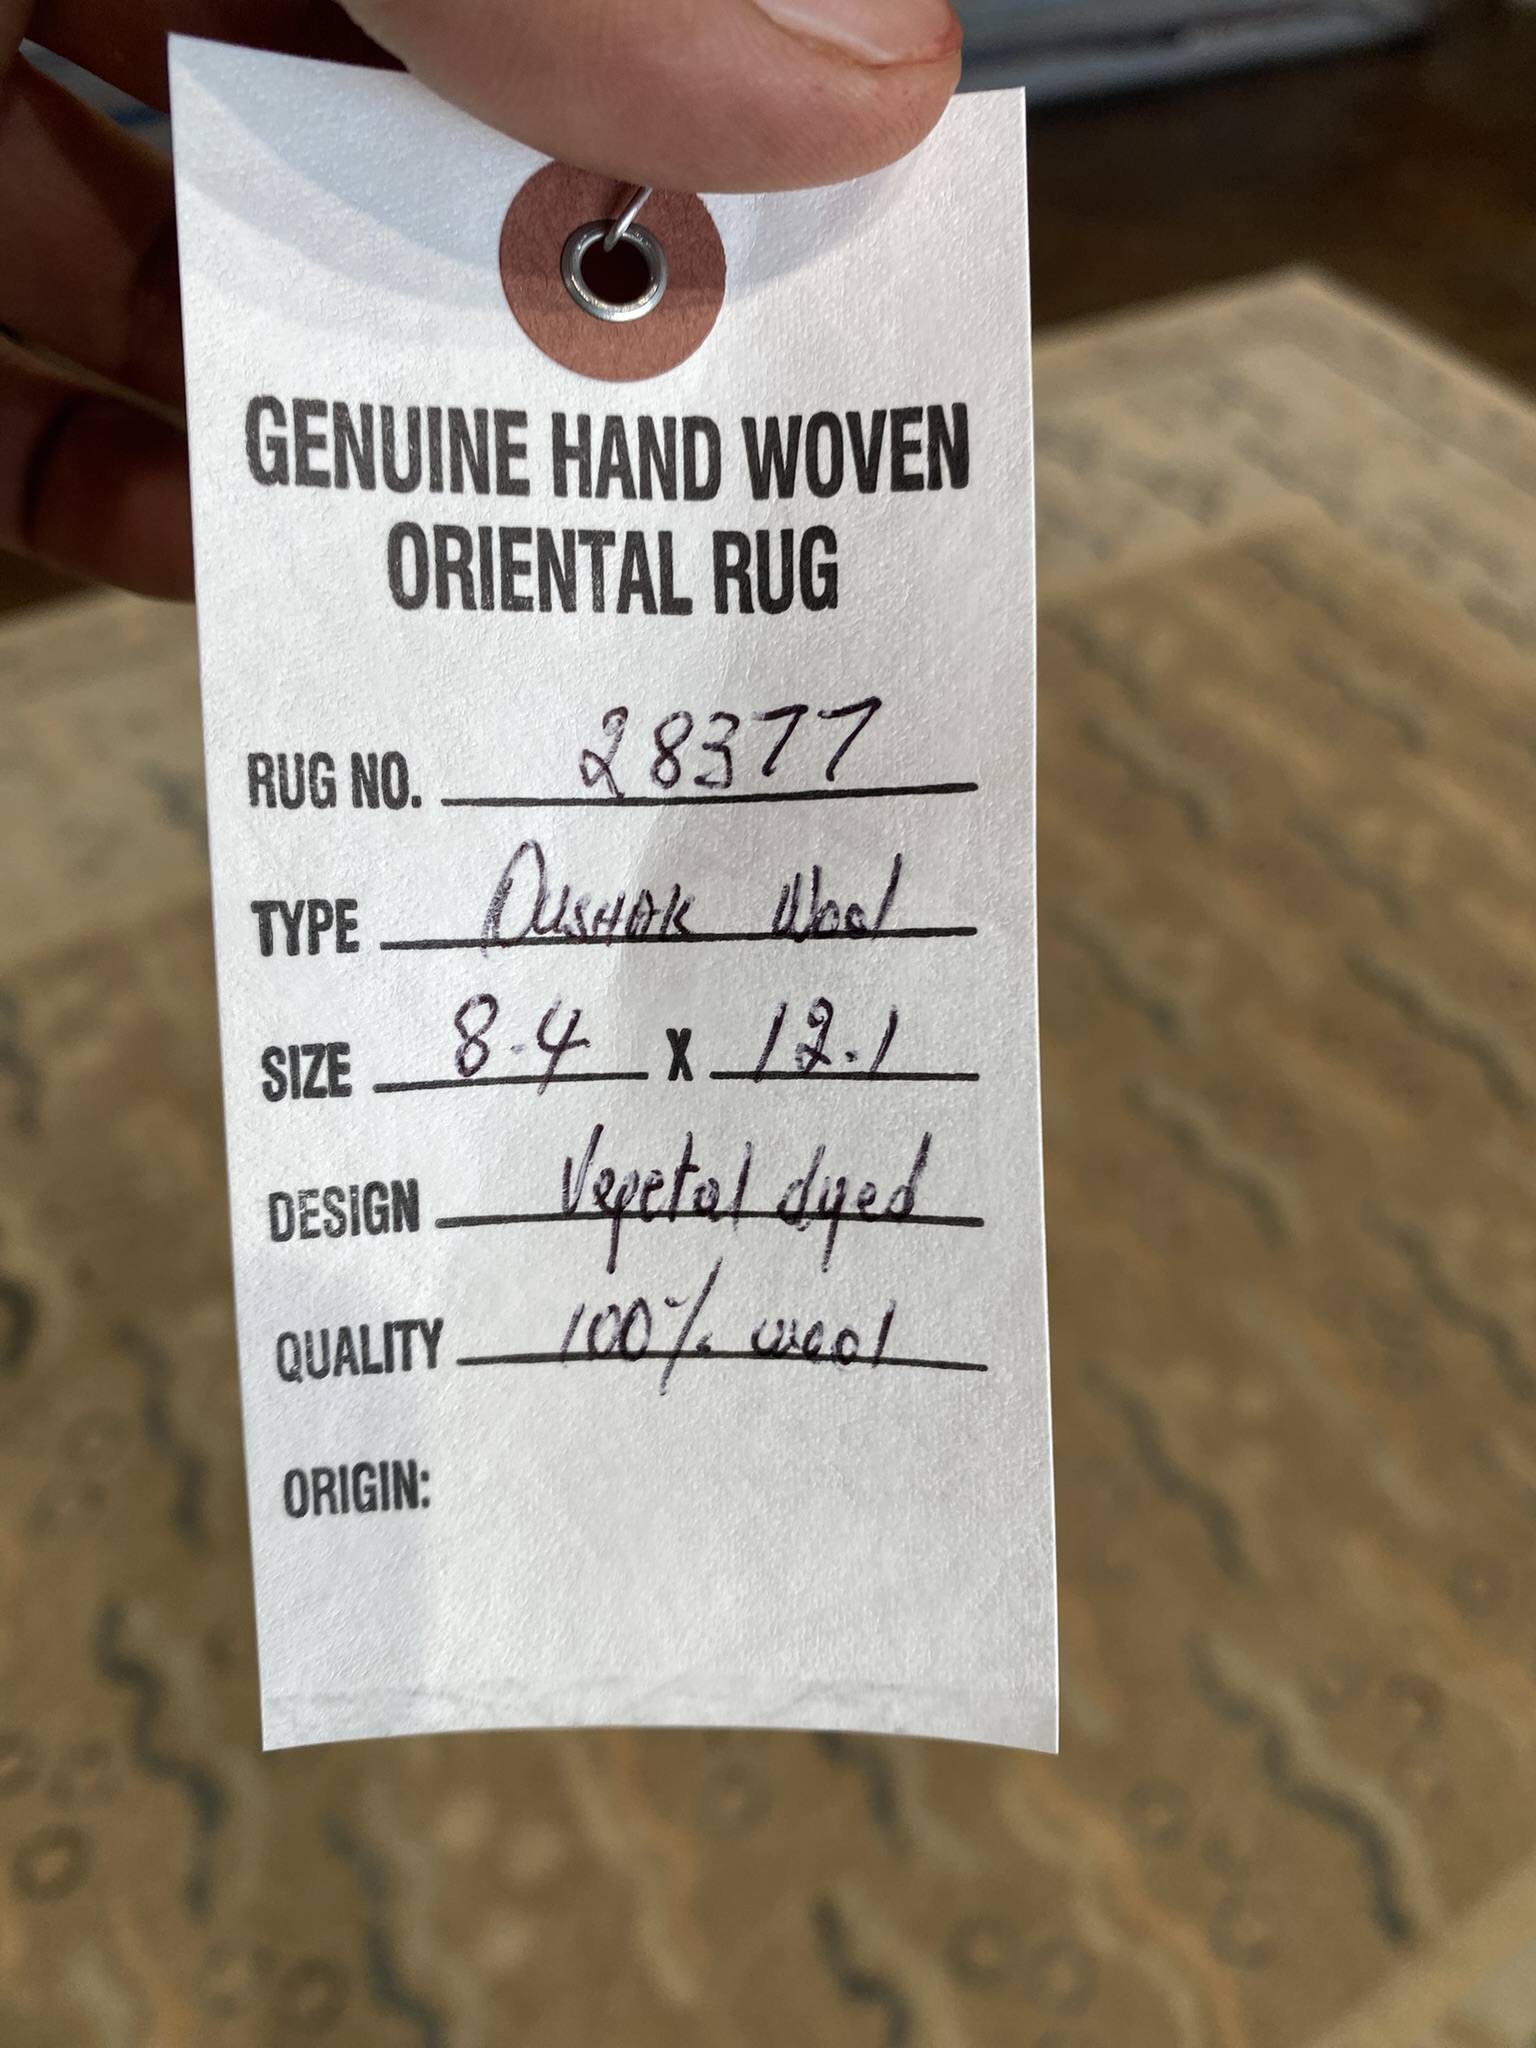 GENUINE HAND WOVEN
ORIENTAL RUG
RUG NO. 28377
TYPE OUSHAK Wool
SIZE 8.4 X 12.1
DESIGN Vegetal dyed
QUALITY 100% wool
ORIGIN: